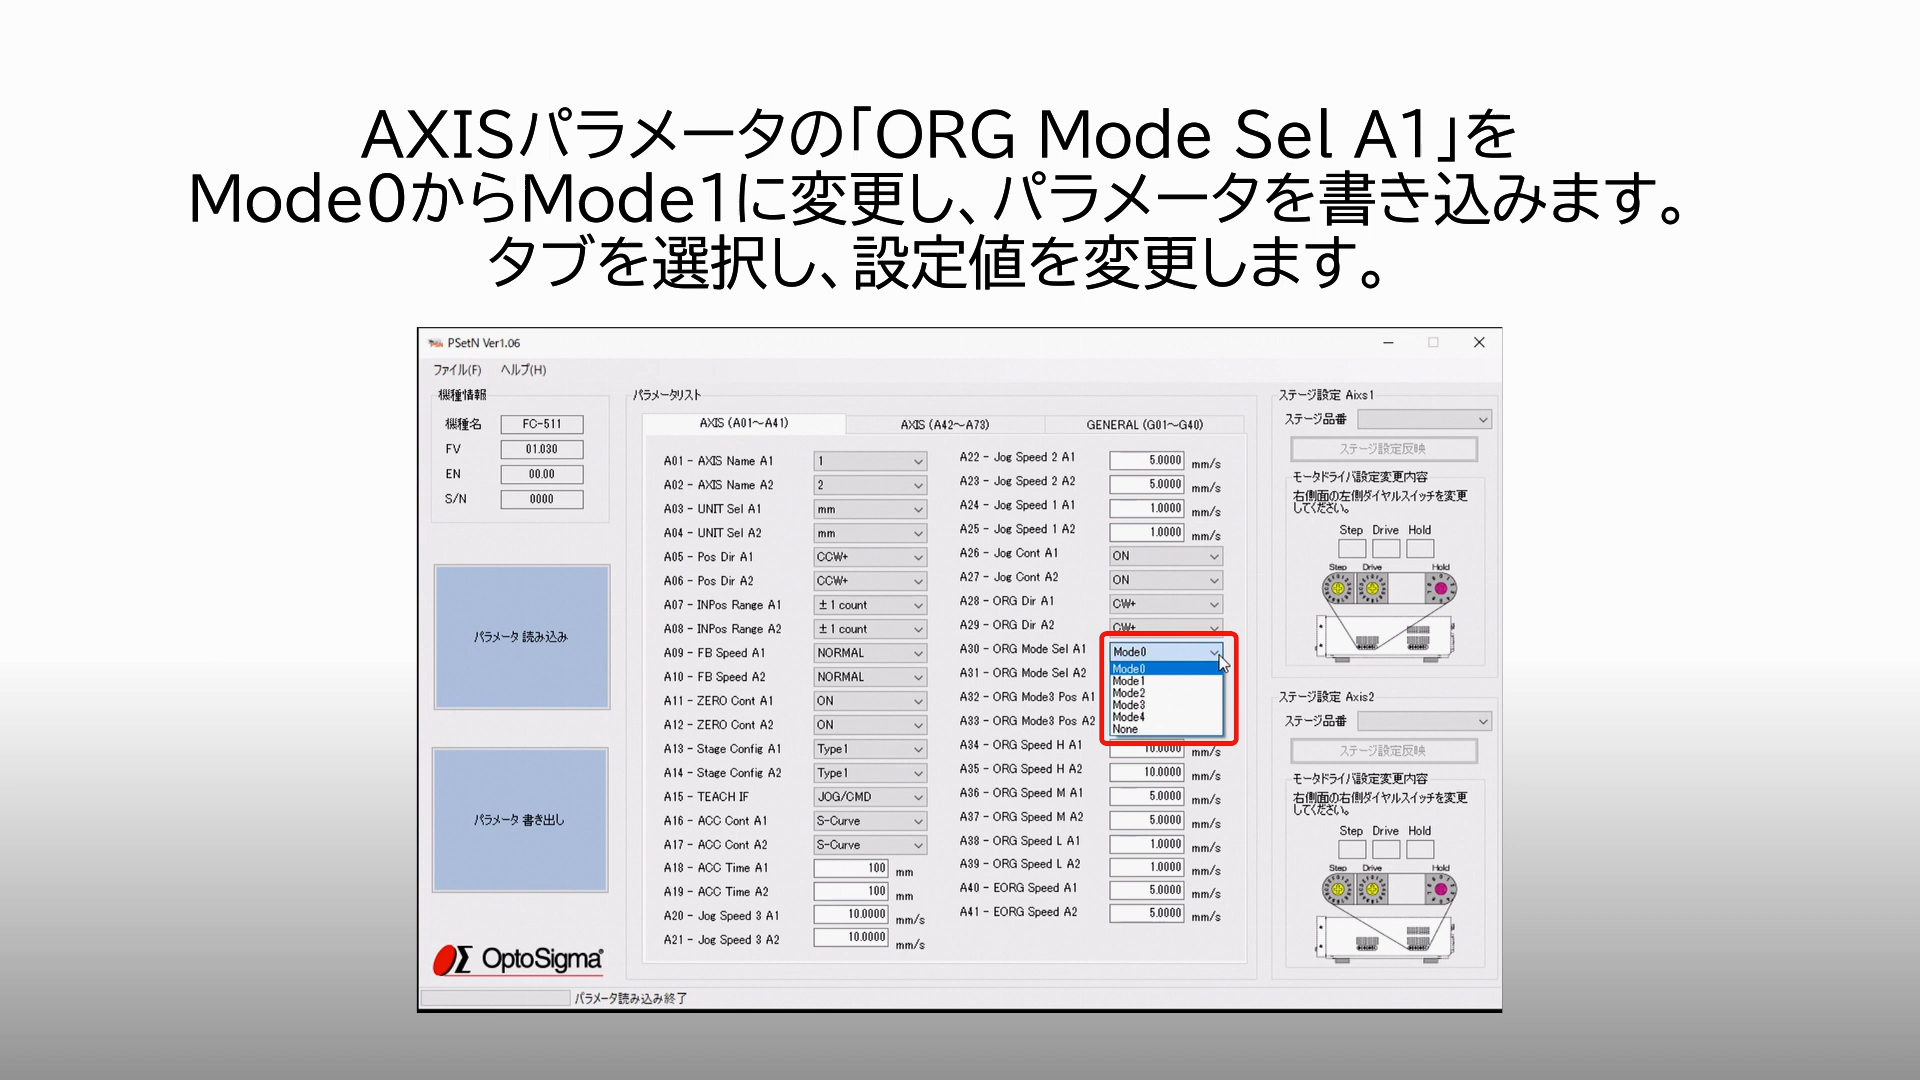 AXISパラメータの「ORG Mode Sel A1」を
Mode0からMode1に変更し、パラメータを書き込みます。
タブを選択し、設定値を変更します。
PSetN Ver1.06
ファイル(F) ヘルプ(H)
機種情報
機種名 FC-511
FV 01.030
EN 00.00
S/N 0000
パラメータ 読み込み
パラメータ 書き出し
OptoSigma
パラメータ読み込み終了
パラメータリスト
AXIS (A01～A41) AXIS (A42～A73) GENERAL (G01～G40)
A01 - AXIS Name A1 1
A02 - AXIS Name A2 2
A03 - UNIT Sel A1 mm
A04 - UNIT Sel A2 mm
A05 - Pos Dir A1 CCW+
A06 - Pos Dir A2 CCW+
A07 - INPos Range A1 ±1 count
A08 - INPos Range A2 ±1 count
A09 - FB Speed A1 NORMAL
A10 - FB Speed A2 NORMAL
A11 - ZERO Cont A1 ON
A12 - ZERO Cont A2 ON
A13 - Stage Config A1 Type1
A14 - Stage Config A2 Type1
A15 - TEACH IF JOG/CMD
A16 - ACC Cont A1 S-Curve
A17 - ACC Cont A2 S-Curve
A18 - ACC Time A1 100 mm
A19 - ACC Time A2 100 mm
A20 - Jog Speed 3 A1 10.0000 mm/s
A21 - Jog Speed 3 A2 10.0000 mm/s
A22 - Jog Speed 2 A1 5.0000 mm/s
A23 - Jog Speed 2 A2 5.0000 mm/s
A24 - Jog Speed 1 A1 1.0000 mm/s
A25 - Jog Speed 1 A2 1.0000 mm/s
A26 - Jog Cont A1 ON
A27 - Jog Cont A2 ON
A28 - ORG Dir A1 CW+
A29 - ORG Dir A2 CW+
A30 - ORG Mode Sel A1 Mode0
A31 - ORG Mode Sel A2
A32 - ORG Mode3 Pos A1
A33 - ORG Mode3 Pos A2
Mode0
Mode1
Mode2
Mode3
Mode4
None
A34 - ORG Speed H A1 10.0000 mm/s
A35 - ORG Speed H A2 10.0000 mm/s
A36 - ORG Speed M A1 5.0000 mm/s
A37 - ORG Speed M A2 5.0000 mm/s
A38 - ORG Speed L A1 1.0000 mm/s
A39 - ORG Speed L A2 1.0000 mm/s
A40 - EORG Speed A1 5.0000 mm/s
A41 - EORG Speed A2 5.0000 mm/s
ステージ設定 Aixs1
ステージ品番
ステージ設定反映
モータドライバ設定変更内容
右側面の左側ダイヤルスイッチを変更
してください。
Step Drive Hold
Step Drive Hold
ステージ設定 Axis2
ステージ品番
ステージ設定反映
モータドライバ設定変更内容
右側面の右側ダイヤルスイッチを変更
してください。
Step Drive Hold
Step Drive Hold